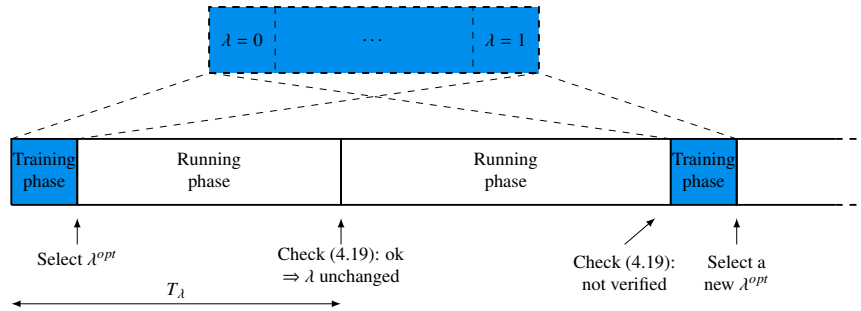 λ = 0 ⋯ λ = 1
Training
phase
Running
phase
Running
phase
Training
phase
Select λ^opt
Check (4.19): ok
⇒ λ unchanged
Check (4.19):
not verified
Select a
new λ^opt
T_λ